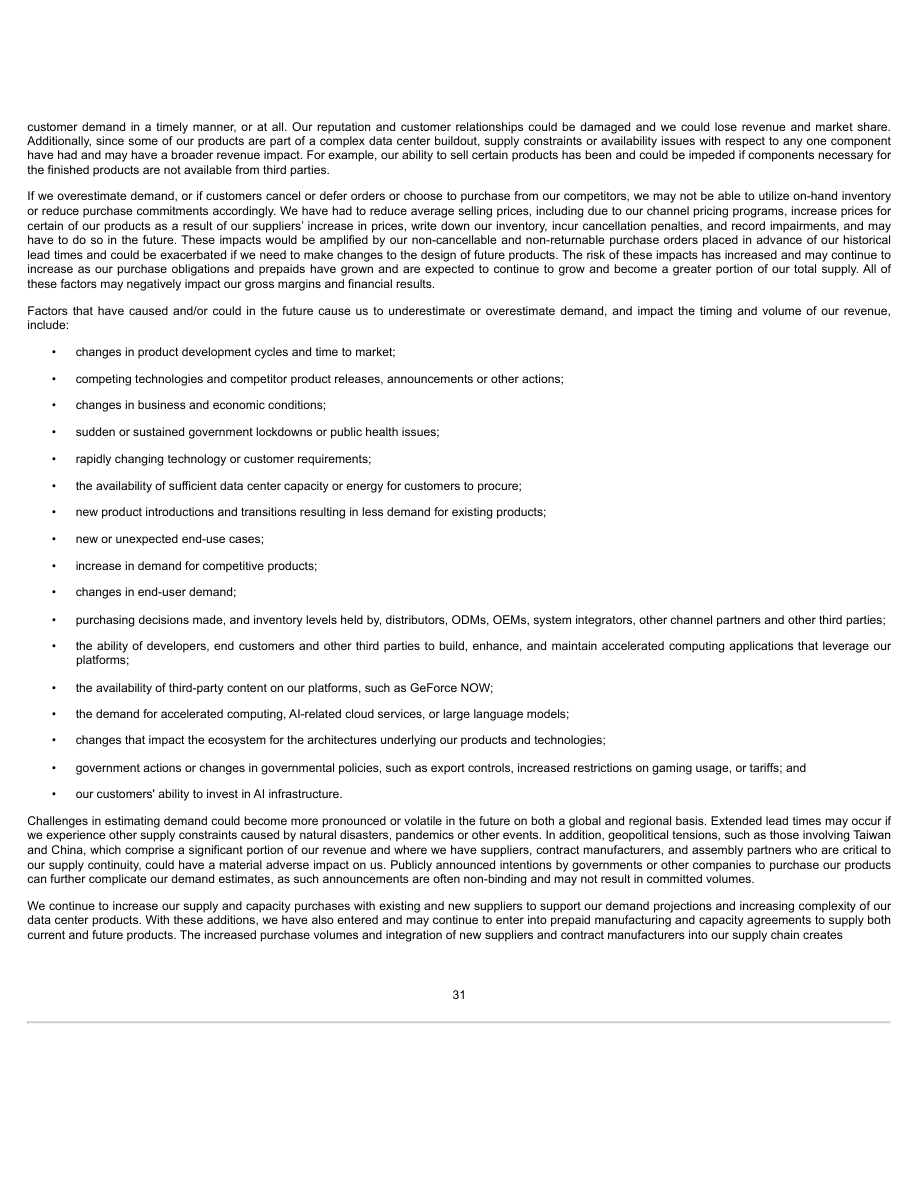 customer demand in a timely manner, or at all. Our reputation and customer relationships could be damaged and we could lose revenue and market share.
Additionally, since some of our products are part of a complex data center buildout, supply constraints or availability issues with respect to any one component
have had and may have a broader revenue impact. For example, our ability to sell certain products has been and could be impeded if components necessary for
the finished products are not available from third parties.
If we overestimate demand, or if customers cancel or defer orders or choose to purchase from our competitors, we may not be able to utilize on-hand inventory
or reduce purchase commitments accordingly. We have had to reduce average selling prices, including due to our channel pricing programs, increase prices for
certain of our products as a result of our suppliers’ increase in prices, write down our inventory, incur cancellation penalties, and record impairments, and may
have to do so in the future. These impacts would be amplified by our non-cancellable and non-returnable purchase orders placed in advance of our historical
lead times and could be exacerbated if we need to make changes to the design of future products. The risk of these impacts has increased and may continue to
increase as our purchase obligations and prepaids have grown and are expected to continue to grow and become a greater portion of our total supply. All of
these factors may negatively impact our gross margins and financial results.
Factors that have caused and/or could in the future cause us to underestimate or overestimate demand, and impact the timing and volume of our revenue,
include:
• changes in product development cycles and time to market;
• competing technologies and competitor product releases, announcements or other actions;
• changes in business and economic conditions;
• sudden or sustained government lockdowns or public health issues;
• rapidly changing technology or customer requirements;
• the availability of sufficient data center capacity or energy for customers to procure;
• new product introductions and transitions resulting in less demand for existing products;
• new or unexpected end-use cases;
• increase in demand for competitive products;
• changes in end-user demand;
• purchasing decisions made, and inventory levels held by, distributors, ODMs, OEMs, system integrators, other channel partners and other third parties;
• the ability of developers, end customers and other third parties to build, enhance, and maintain accelerated computing applications that leverage our
platforms;
• the availability of third-party content on our platforms, such as GeForce NOW;
• the demand for accelerated computing, AI-related cloud services, or large language models;
• changes that impact the ecosystem for the architectures underlying our products and technologies;
• government actions or changes in governmental policies, such as export controls, increased restrictions on gaming usage, or tariffs; and
• our customers' ability to invest in AI infrastructure.
Challenges in estimating demand could become more pronounced or volatile in the future on both a global and regional basis. Extended lead times may occur if
we experience other supply constraints caused by natural disasters, pandemics or other events. In addition, geopolitical tensions, such as those involving Taiwan
and China, which comprise a significant portion of our revenue and where we have suppliers, contract manufacturers, and assembly partners who are critical to
our supply continuity, could have a material adverse impact on us. Publicly announced intentions by governments or other companies to purchase our products
can further complicate our demand estimates, as such announcements are often non-binding and may not result in committed volumes.
We continue to increase our supply and capacity purchases with existing and new suppliers to support our demand projections and increasing complexity of our
data center products. With these additions, we have also entered and may continue to enter into prepaid manufacturing and capacity agreements to supply both
current and future products. The increased purchase volumes and integration of new suppliers and contract manufacturers into our supply chain creates
31